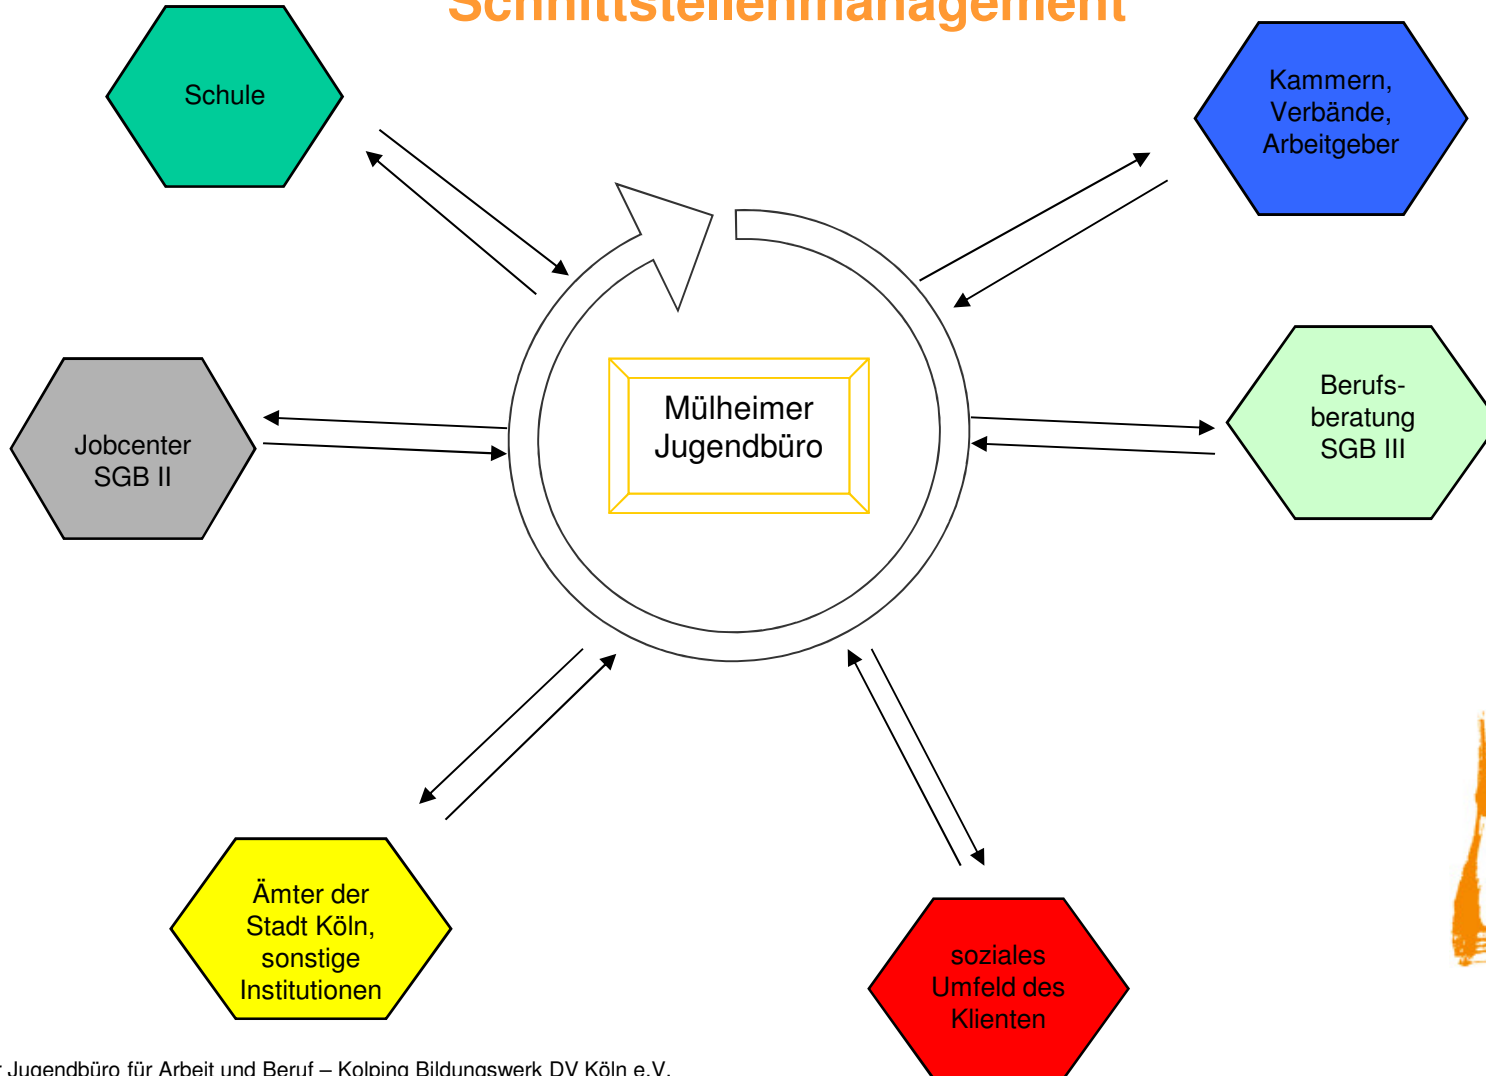 Schnittstellenmanagement
Schule
Kammern,
Verbände,
Arbeitgeber
Mülheimer
Jugendbüro
Berufs-
beratung
SGB III
Jobcenter
SGB II
Ämter der
Stadt Köln,
sonstige
Institutionen
soziales
Umfeld des
Klienten
Jugendbüro für Arbeit und Beruf – Kolping Bildungswerk DV Köln e.V.